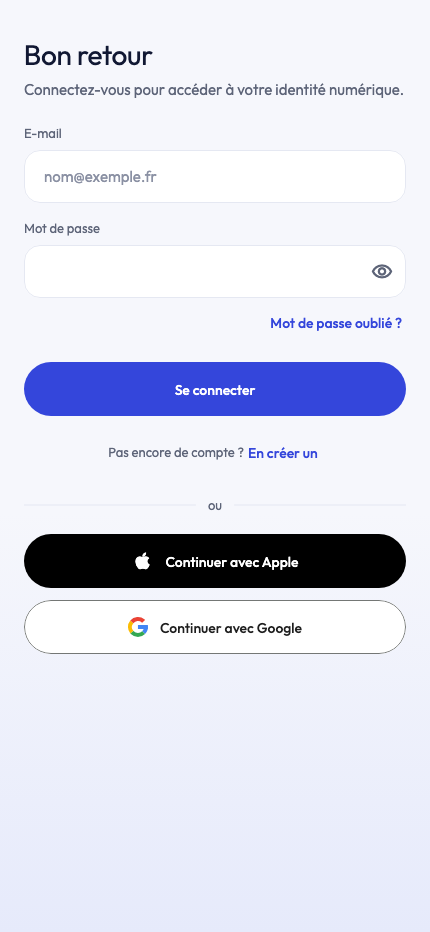 Bon retour
Connectez-vous pour accéder à votre identité numérique.
E-mail
nom@exemple.fr
Mot de passe
Mot de passe oublié ?
Se connecter
Pas encore de compte ? En créer un
ou
Continuer avec Apple
Continuer avec Google